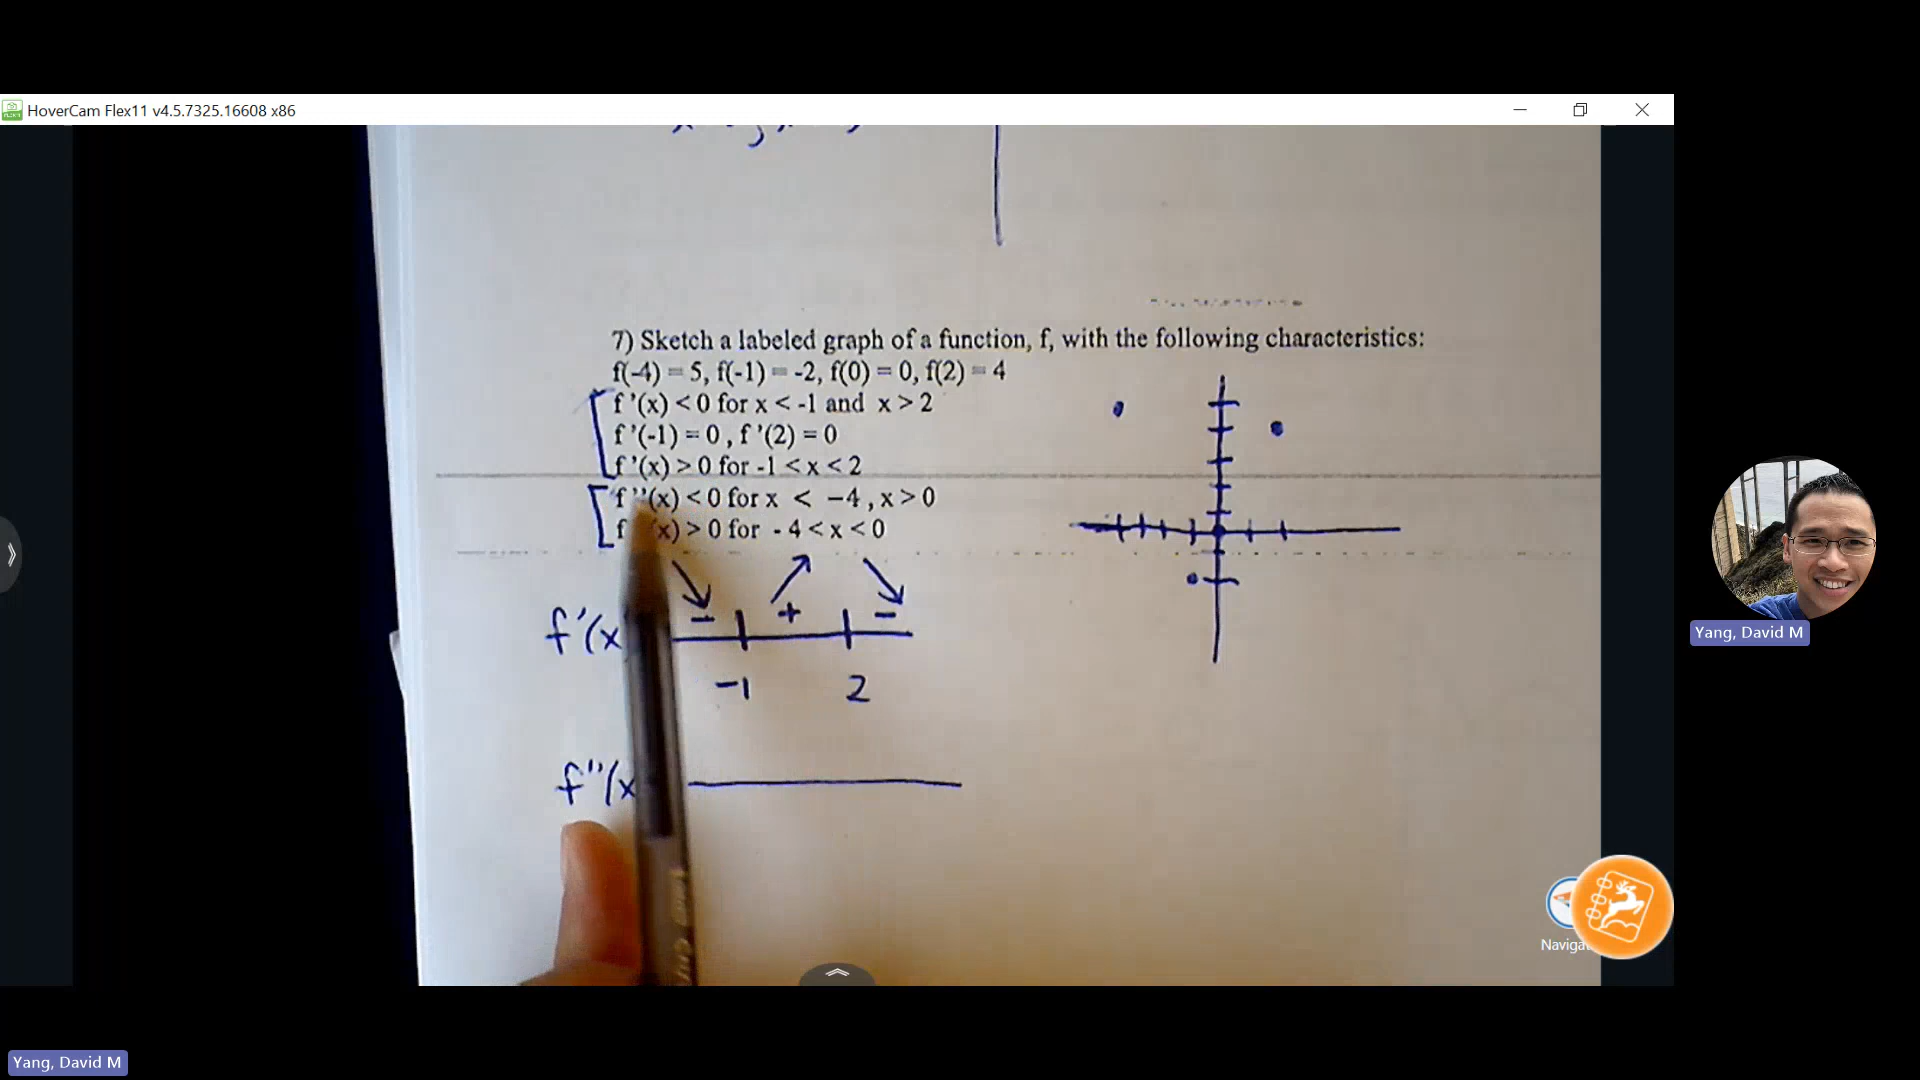 HoverCam Flex11 v4.5.7325.16608 x86
7) Sketch a labeled graph of a function, f, with the following characteristics:
f(-4) = 5, f(-1) = -2, f(0) = 0, f(2) = 4
f '(x) < 0 for x < -1 and x > 2
f '(-1) = 0 , f '(2) = 0
f '(x) > 0 for -1 < x < 2
f ''(x) < 0 for x < −4 , x > 0
f (x) > 0 for - 4 < x < 0
− + −
f'(x
-1 2
f"(x
Yang, David M
Yang, David M